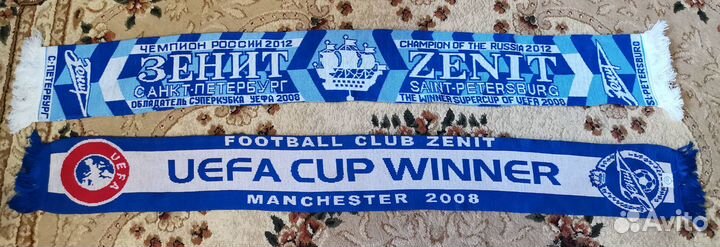 ЧЕМПИОН РОССИИ 2012
ЗЕНИТ
САНКТ-ПЕТЕРБУРГ
ОБЛАДАТЕЛЬ СУПЕРКУБКА УЕФА 2008
С-ПЕТЕРБУРГ
CHAMPION OF THE RUSSIA 2012
ZENIT
SAINT-PETERSBURG
THE WINNER SUPERCUP OF UEFA 2008
S-PETERSBURG
FOOTBALL CLUB ZENIT
UEFA CUP WINNER
MANCHESTER 2008
UEFA
Avito